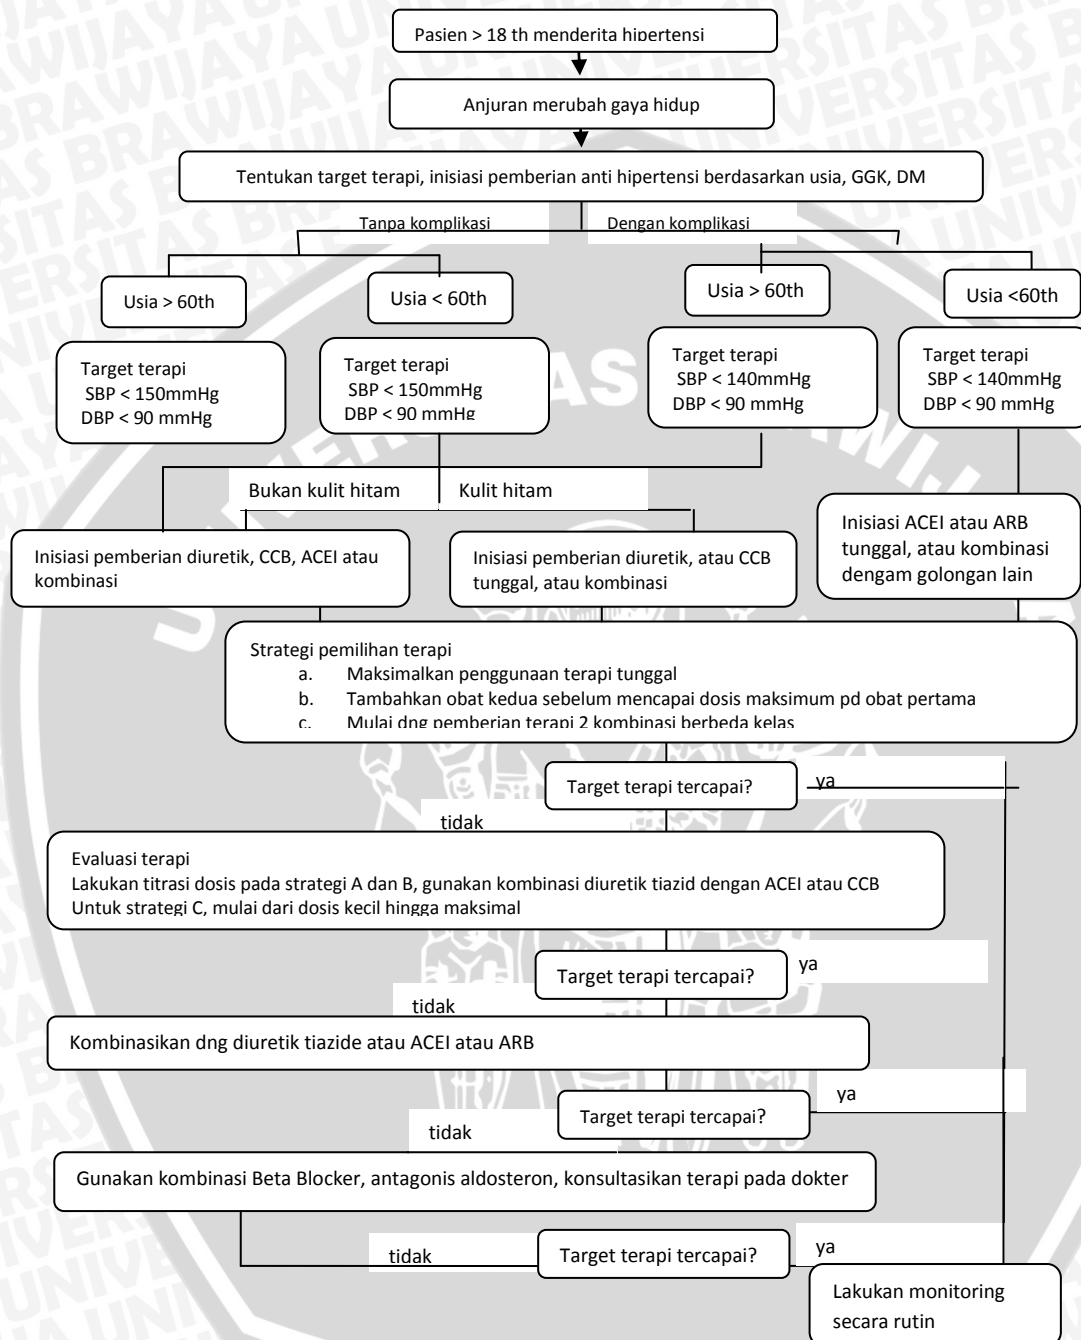 Pasien > 18 th menderita hipertensi
Anjuran merubah gaya hidup
Tentukan target terapi, inisiasi pemberian anti hipertensi berdasarkan usia, GGK, DM
Tanpa komplikasi
Dengan komplikasi
Usia > 60th
Usia < 60th
Usia > 60th
Usia <60th
Target terapi
SBP < 150mmHg
DBP < 90 mmHg
Target terapi
SBP < 150mmHg
DBP < 90 mmHg
Target terapi
SBP < 140mmHg
DBP < 90 mmHg
Target terapi
SBP < 140mmHg
DBP < 90 mmHg
Bukan kulit hitam
Kulit hitam
Inisiasi pemberian diuretik, CCB, ACEI atau
kombinasi
Inisiasi pemberian diuretik, atau CCB
tunggal, atau kombinasi
Inisiasi ACEI atau ARB
tunggal, atau kombinasi
dengam golongan lain
Strategi pemilihan terapi
a. Maksimalkan penggunaan terapi tunggal
b. Tambahkan obat kedua sebelum mencapai dosis maksimum pd obat pertama
c. Mulai dng pemberian terapi 2 kombinasi berbeda kelas
Target terapi tercapai?
ya
tidak
Evaluasi terapi
Lakukan titrasi dosis pada strategi A dan B, gunakan kombinasi diuretik tiazid dengan ACEI atau CCB
Untuk strategi C, mulai dari dosis kecil hingga maksimal
Target terapi tercapai?
ya
tidak
Kombinasikan dng diuretik tiazide atau ACEI atau ARB
Target terapi tercapai?
ya
tidak
Gunakan kombinasi Beta Blocker, antagonis aldosteron, konsultasikan terapi pada dokter
Target terapi tercapai?
ya
tidak
Lakukan monitoring
secara rutin